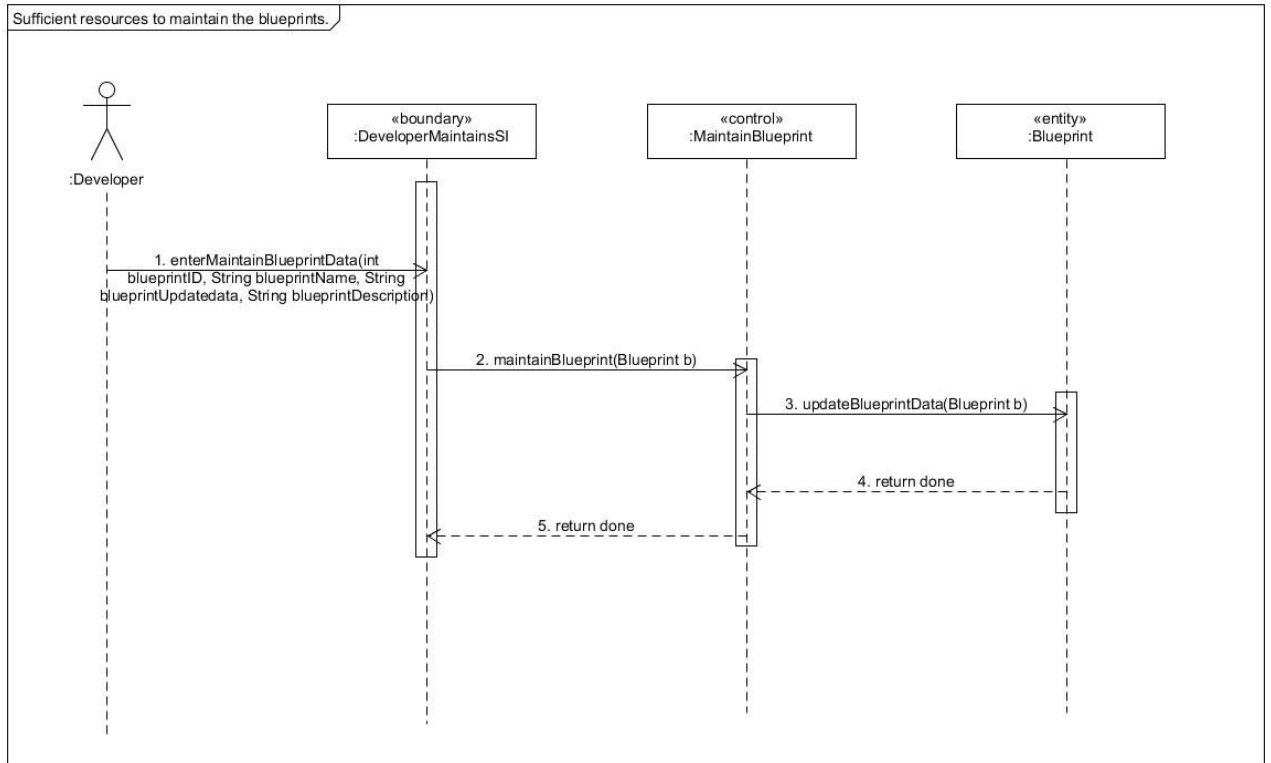 Sufficient resources to maintain the blueprints.
«boundary»
:DeveloperMaintainsSI
«control»
:MaintainBlueprint
«entity»
:Blueprint
:Developer
1. enterMaintainBlueprintData(int
blueprintID, String blueprintName, String
blueprintUpdatedata, String blueprintDescription)
2. maintainBlueprint(Blueprint b)
3. updateBlueprintData(Blueprint b)
4. return done
5. return done